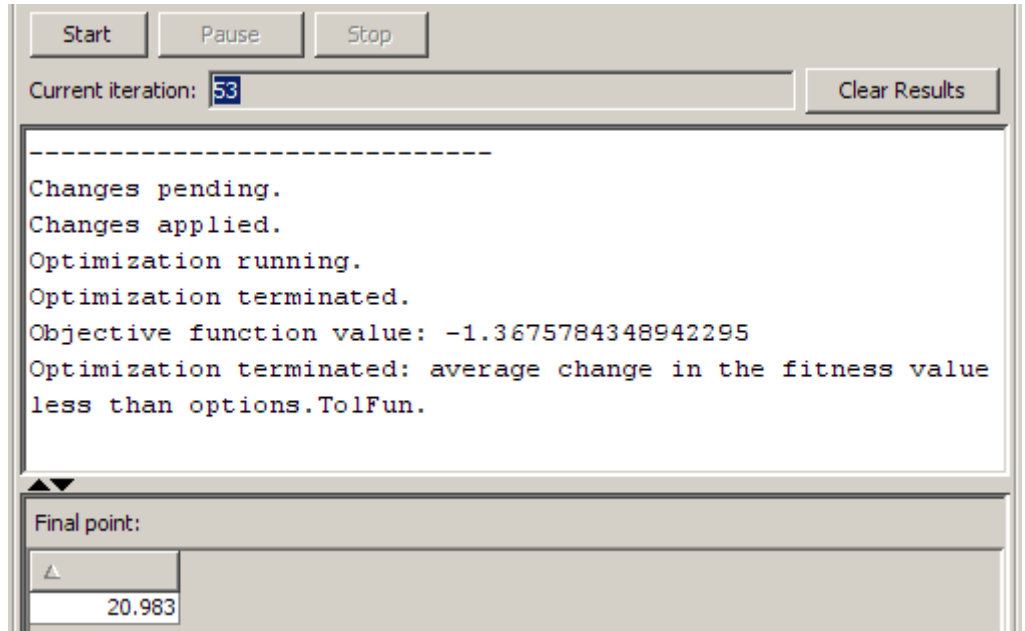 Start Pause Stop
Current iteration: 53 Clear Results
------------------------------
Changes pending.
Changes applied.
Optimization running.
Optimization terminated.
Objective function value: -1.3675784348942295
Optimization terminated: average change in the fitness value
less than options.TolFun.
Final point:
20.983